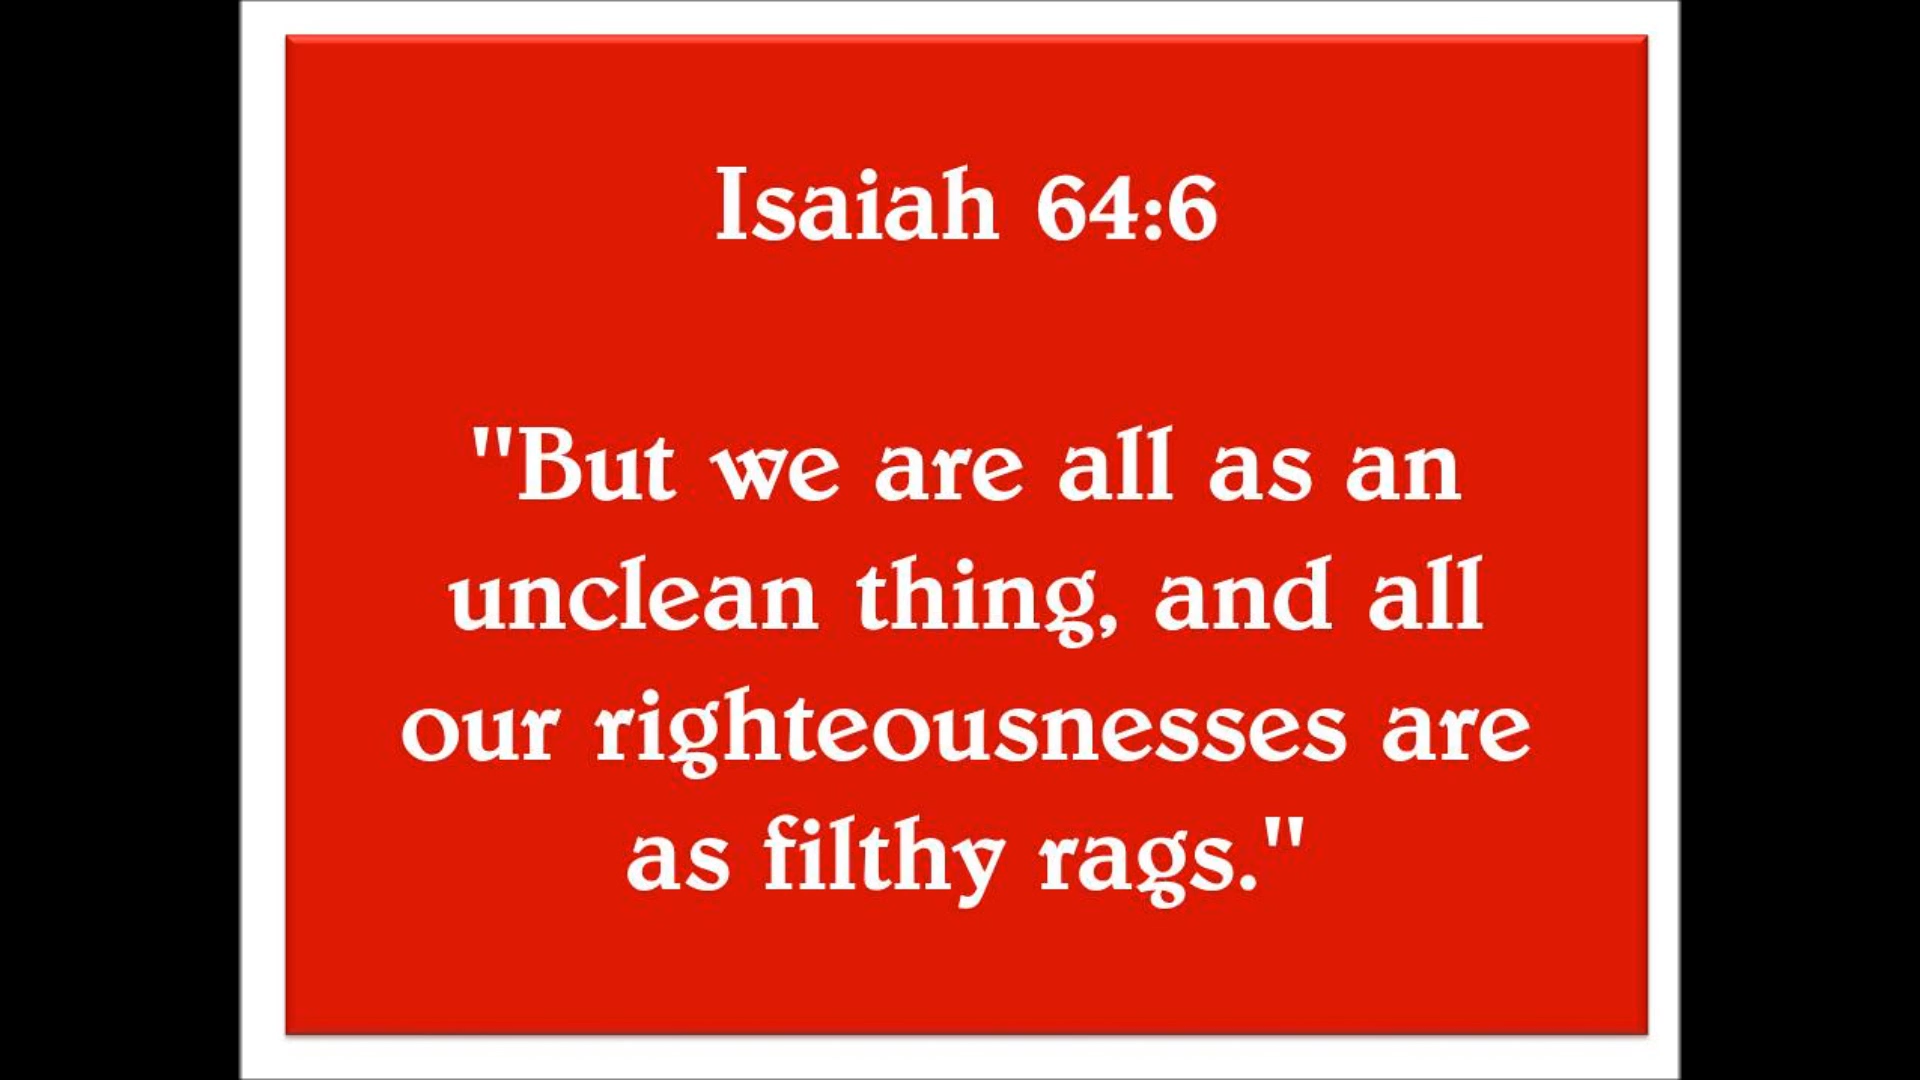 Isaiah 64:6
"But we are all as an
unclean thing, and all
our righteousnesses are
as filthy rags."